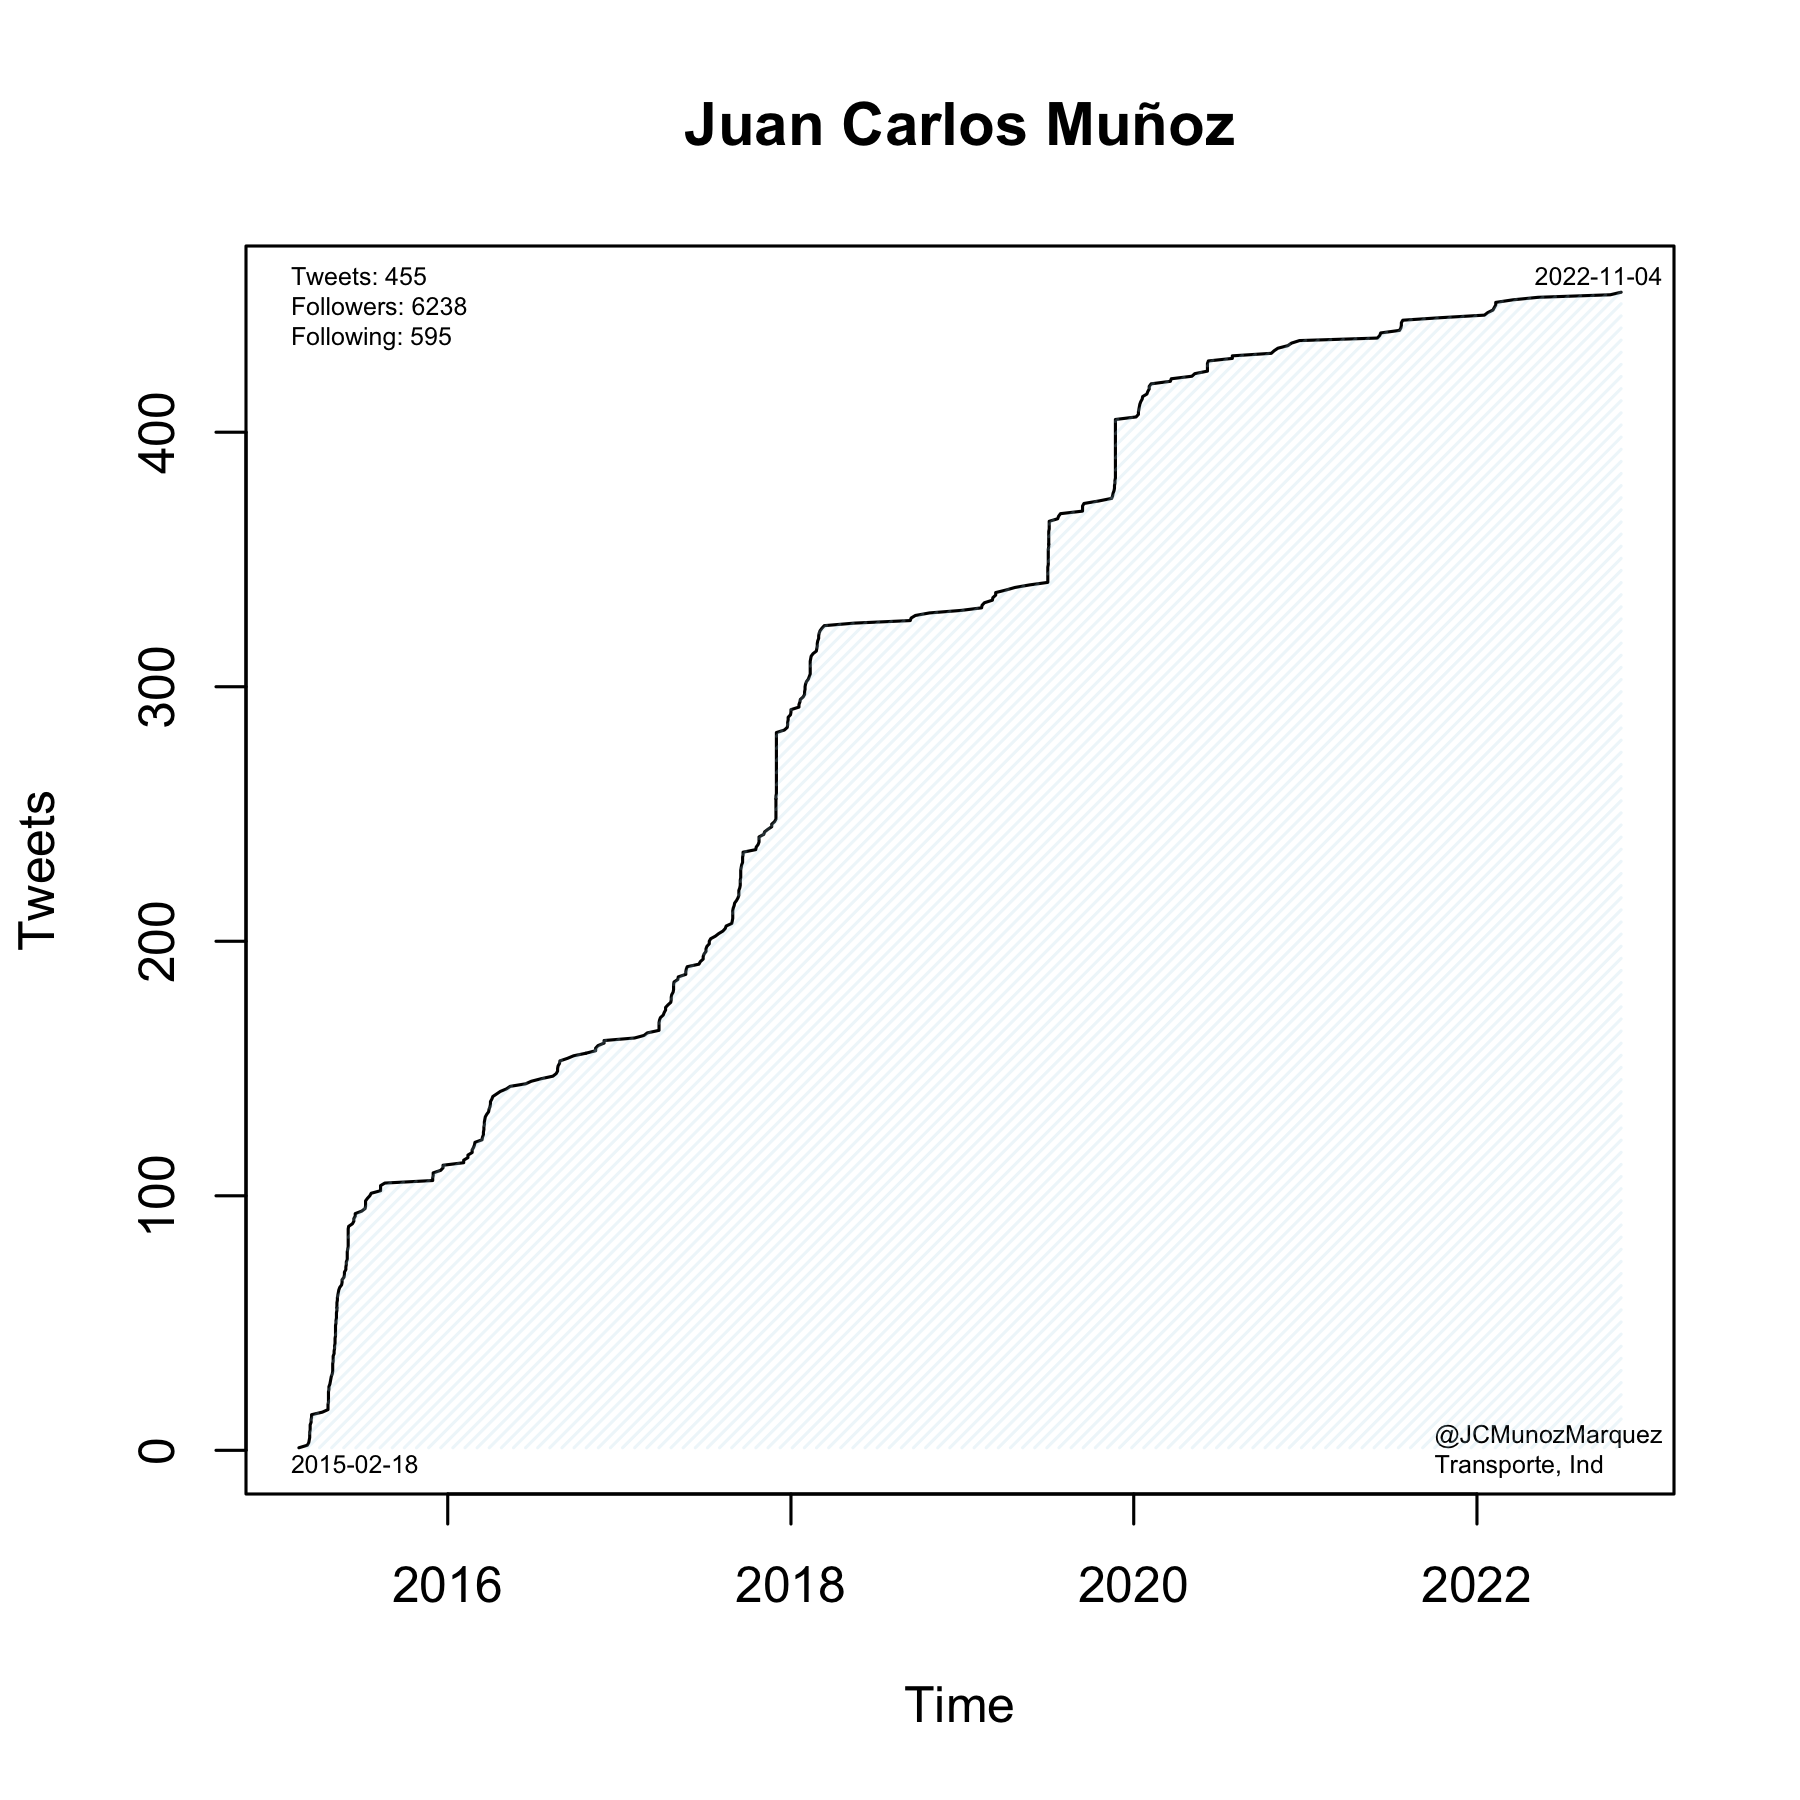 Juan Carlos Muñoz
Tweets: 455
Followers: 6238
Following: 595
2022-11-04
400
300
200
100
0
Tweets
@JCMunozMarquez
Transporte, Ind
2015-02-18
2016
2018
2020
2022
Time